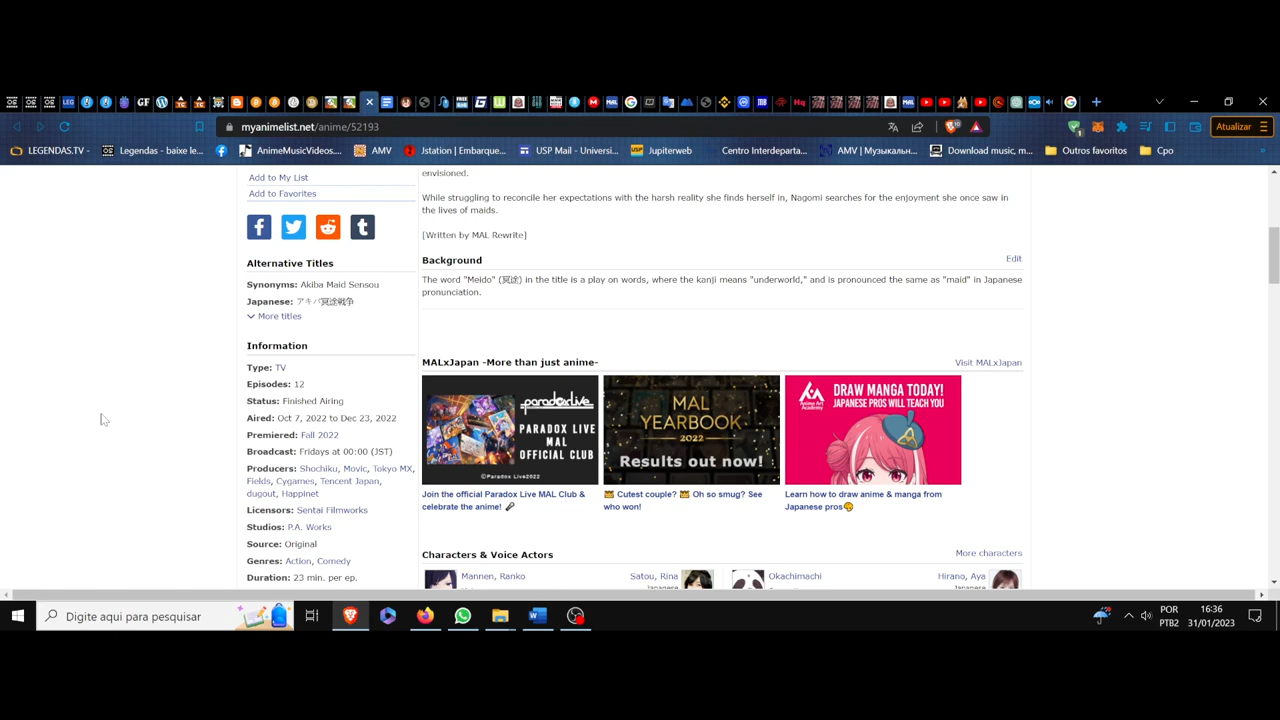 GF
myanimelist.net/anime/52193
10
1
Atualizar
LEGENDAS.TV -
Legendas - baixe le...
AnimeMusicVideos....
AMV
Jstation | Embarque...
USP Mail - Universi...
Jupiterweb
Centro Interdeparta...
AMV | Музыкальн...
Download music, m...
Outros favoritos
Cpo
Add to My List
Add to Favorites
Alternative Titles
Synonyms: Akiba Maid Sensou
Japanese: アキバ冥途戦争
More titles
Information
Type: TV
Episodes: 12
Status: Finished Airing
Aired: Oct 7, 2022 to Dec 23, 2022
Premiered: Fall 2022
Broadcast: Fridays at 00:00 (JST)
Producers: Shochiku, Movic, Tokyo MX,
Fields, Cygames, Tencent Japan,
dugout, Happinet
Licensors: Sentai Filmworks
Studios: P.A. Works
Source: Original
Genres: Action, Comedy
Duration: 23 min. per ep.
envisioned.
While struggling to reconcile her expectations with the harsh reality she finds herself in, Nagomi searches for the enjoyment she once saw in
the lives of maids.
[Written by MAL Rewrite]
Background
Edit
The word "Meido" (冥途) in the title is a play on words, where the kanji means "underworld," and is pronounced the same as "maid" in Japanese
pronunciation.
MALxJapan -More than just anime-
Visit MALxJapan
paradoxlive
PARADOX LIVE
MAL
OFFICIAL CLUB
©Paradox Live2022
Join the official Paradox Live MAL Club &
celebrate the anime!
MAL
YEARBOOK
2022
Results out now!
Cutest couple? Oh so smug? See
who won!
Anime Art
Academy
DRAW MANGA TODAY!
JAPANESE PROS WILL TEACH YOU
Learn how to draw anime & manga from
Japanese pros
Characters & Voice Actors
More characters
Mannen, Ranko
Satou, Rina
Japanese
Okachimachi
Hirano, Aya
Japanese
Digite aqui para pesquisar
POR
PTB2
16:36
31/01/2023